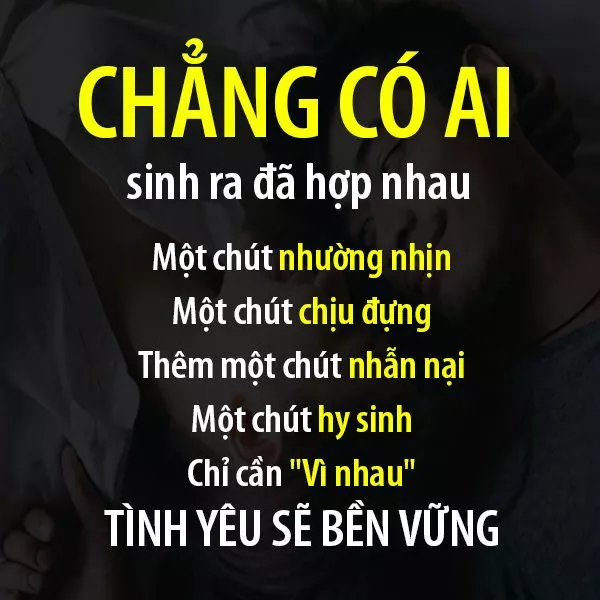 CHẲNG CÓ AI
sinh ra đã hợp nhau
Một chút nhường nhịn
Một chút chịu đựng
Thêm một chút nhẫn nại
Một chút hy sinh
Chỉ cần "Vì nhau"
TÌNH YÊU SẼ BỀN VỮNG